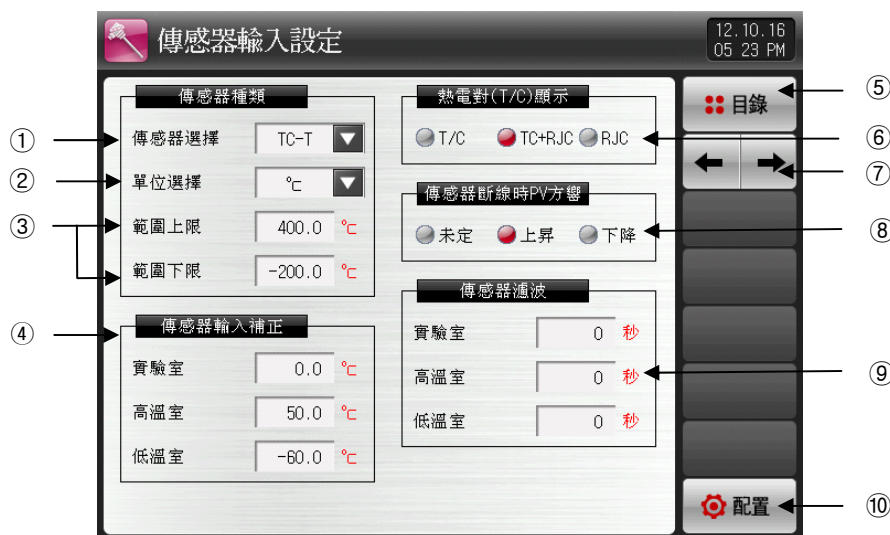 傳感器輸入設定
12.10.16
05 23 PM
傳感器種類
① 傳感器選擇 TC-T
② 單位選擇 ℃
③ 範圍上限 400.0 ℃
範圍下限 -200.0 ℃
④ 傳感器輸入補正
實驗室 0.0 ℃
高溫室 50.0 ℃
低溫室 -60.0 ℃
熱電對(T/C)顯示
T/C TC+RJC RJC ⑥
傳感器斷線時PV方響
未定 上昇 下降 ⑧
傳感器濾波
實驗室 0 秒
高溫室 0 秒 ⑨
低溫室 0 秒
目錄 ⑤
⑦
配置 ⑩